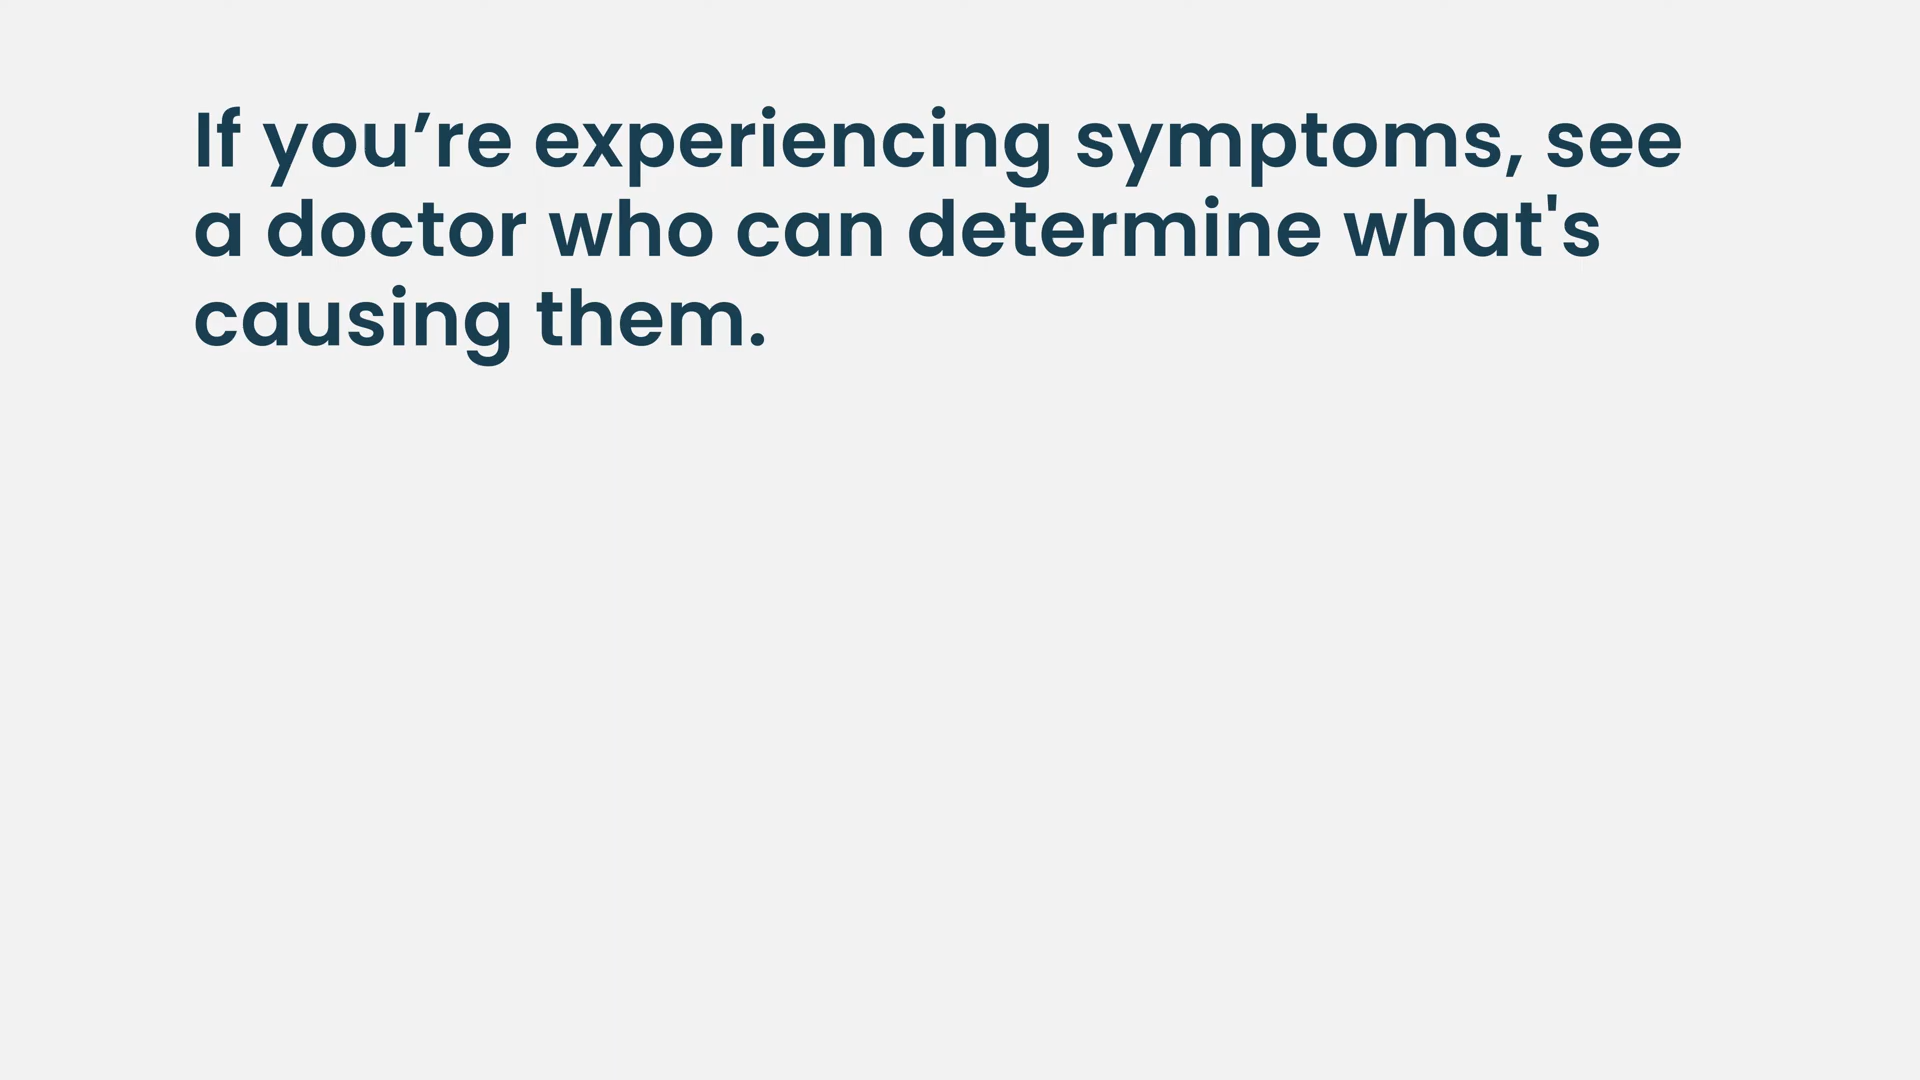 If you’re experiencing symptoms, see
a doctor who can determine what's
causing them.